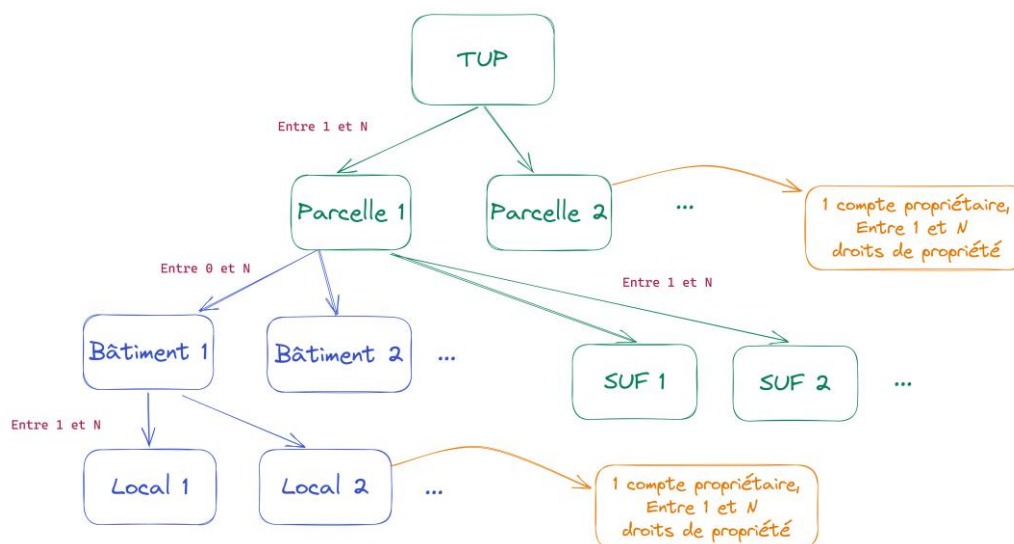 TUP
Entre 1 et N
Parcelle 1
Parcelle 2
...
1 compte propriétaire,
Entre 1 et N
droits de propriété
Entre 0 et N
Entre 1 et N
Bâtiment 1
Bâtiment 2
...
SUF 1
SUF 2
...
Entre 1 et N
Local 1
Local 2
...
1 compte propriétaire,
Entre 1 et N
droits de propriété